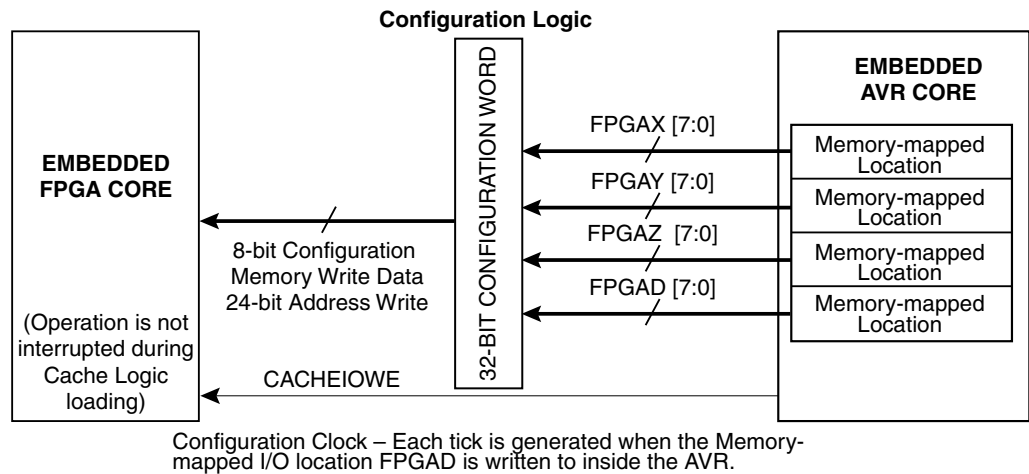 Configuration Logic
EMBEDDED
FPGA CORE
(Operation is not
interrupted during
Cache Logic
loading)
8-bit Configuration
Memory Write Data
24-bit Address Write
CACHEIOWE
32-BIT CONFIGURATION WORD
FPGAX [7:0]
FPGAY [7:0]
FPGAZ [7:0]
FPGAD [7:0]
EMBEDDED
AVR CORE
Memory-mapped
Location
Memory-mapped
Location
Memory-mapped
Location
Memory-mapped
Location
Configuration Clock – Each tick is generated when the Memory-
mapped I/O location FPGAD is written to inside the AVR.